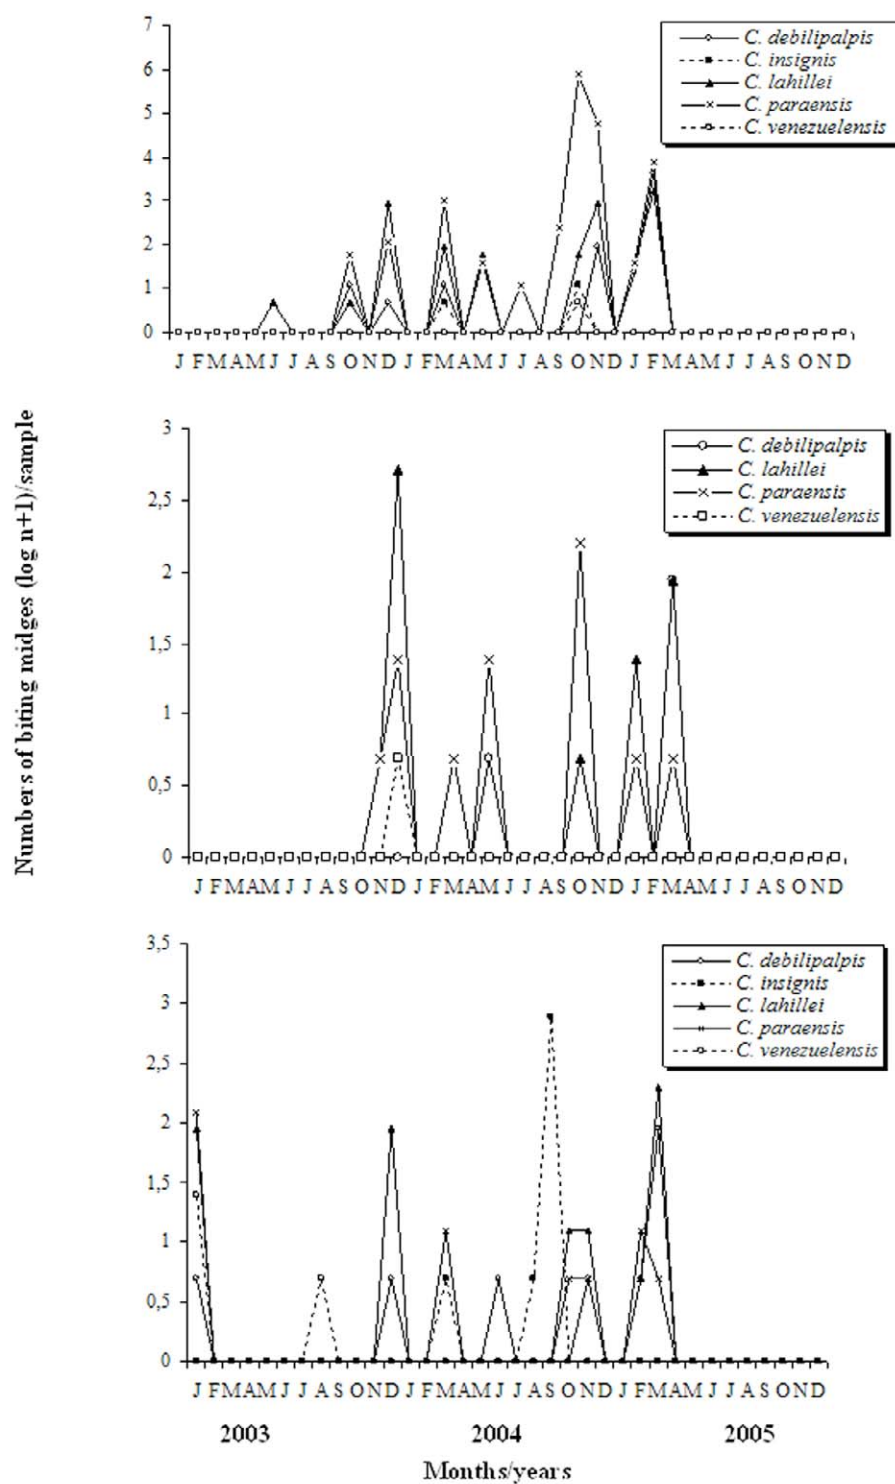 Numbers of biting midges (log n+1)/sample
7
6
5
4
3
2
1
0
C. debilipalpis
C. insignis
C. lahillei
C. paraensis
C. venezuelensis
J F M A M J J A S O N D J F M A M J J A S O N D J F M A M J J A S O N D
3
2,5
2
1,5
1
0,5
0
C. debilipalpis
C. lahillei
C. paraensis
C. venezuelensis
J F M A M J J A S O N D J F M A M J J A S O N D J F M A M J J A S O N D
3,5
3
2,5
2
1,5
1
0,5
0
C. debilipalpis
C. insignis
C. lahillei
C. paraensis
C. venezuelensis
J F M A M J J A S O N D J F M A M J J A S O N D J F M A M J J A S O N D
2003 2004 2005
Months/years